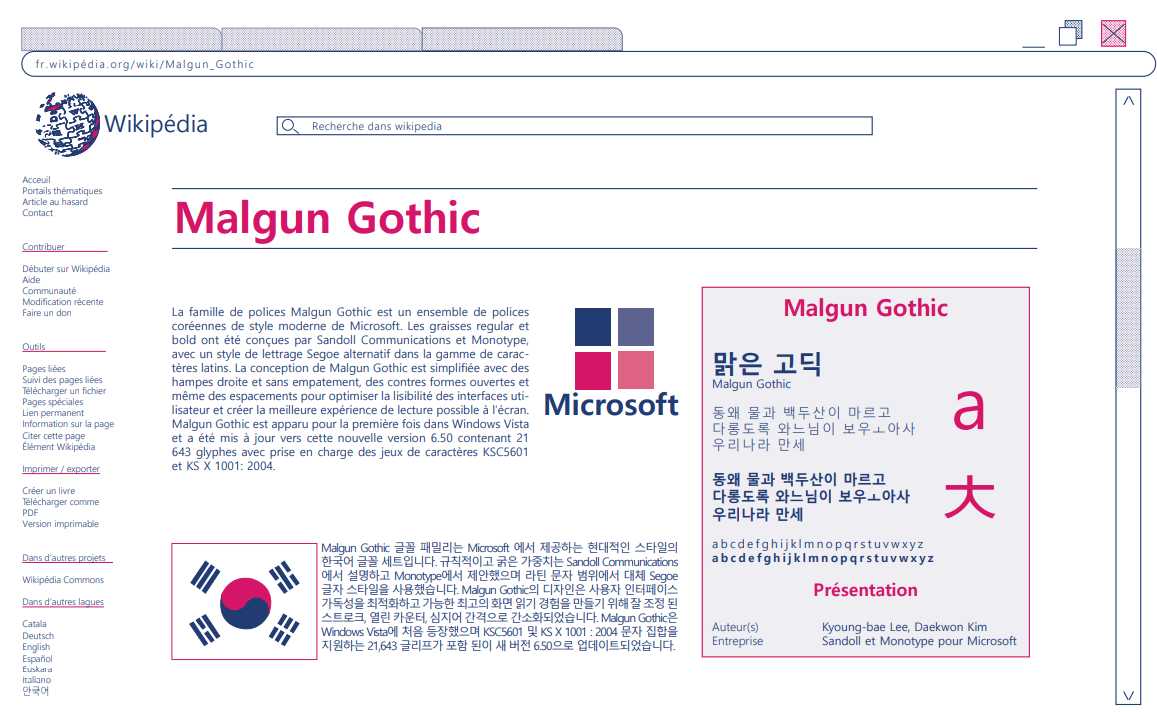 fr.wikipédia.org/wiki/Malgun_Gothic
Wikipédia
Recherche dans wikipedia
Acceuil
Portails thématiques
Article au hasard
Contact
Contribuer
Débuter sur Wikipédia
Aide
Communauté
Modification récente
Faire un don
Outils
Pages liées
Suivi des pages liées
Télécharger un fichier
Pages spéciales
Lien permanent
Information sur la page
Citer cette page
Élément Wikipédia
Imprimer / exporter
Créer un livre
Télécharger comme
PDF
Version imprimable
Dans d'autres projets
Wikipédia Commons
Dans d'autres lagues
Catala
Deutsch
English
Español
Euskara
Italiano
안국어
Malgun Gothic
La famille de polices Malgun Gothic est un ensemble de polices
coréennes de style moderne de Microsoft. Les graisses regular et
bold ont été conçues par Sandoll Communications et Monotype,
avec un style de lettrage Segoe alternatif dans la gamme de carac-
tères latins. La conception de Malgun Gothic est simplifiée avec des
hampes droite et sans empatement, des contres formes ouvertes et
même des espacements pour optimiser la lisibilité des interfaces uti-
lisateur et créer la meilleure expérience de lecture possible à l'écran.
Malgun Gothic est apparu pour la première fois dans Windows Vista
et a été mis à jour vers cette nouvelle version 6.50 contenant 21
643 glyphes avec prise en charge des jeux de caractères KSC5601
et KS X 1001: 2004.
Microsoft
Malgun Gothic 글꼴 패밀리는 Microsoft 에서 제공하는 현대적인 스타일의
한국어 글꼴 세트입니다. 규칙적이고 굵은 가중치는 Sandoll Communications
에서 설명하고 Monotype에서 제안했으며 라틴 문자 범위에서 대체 Segoe
글자 스타일을 사용했습니다. Malgun Gothic의 디자인은 사용자 인터페이스
가독성을 최적화하고 가능한 최고의 화면 읽기 경험을 만들기 위해 잘 조정 된
스트로크, 열린 카운터, 심지어 간격으로 간소화되었습니다. Malgun Gothic은
Windows Vista에 처음 등장했으며 KSC5601 및 KS X 1001 : 2004 문자 집합을
지원하는 21,643 글리프가 포함 된이 새 버전 6.50으로 업데이트되었습니다.
Malgun Gothic
맑은 고딕
Malgun Gothic
동왜 물과 백두산이 마르고
다롱도록 와느님이 보우ㅗ아사
우리나라 만세
동왜 물과 백두산이 마르고
다롱도록 와느님이 보우ㅗ아사
우리나라 만세
a
大
abcdefghijklmnopqrstuvwxyz
abcdefghijklmnopqrstuvwxyz
Présentation
Auteur(s) Kyoung-bae Lee, Daekwon Kim
Entreprise Sandoll et Monotype pour Microsoft